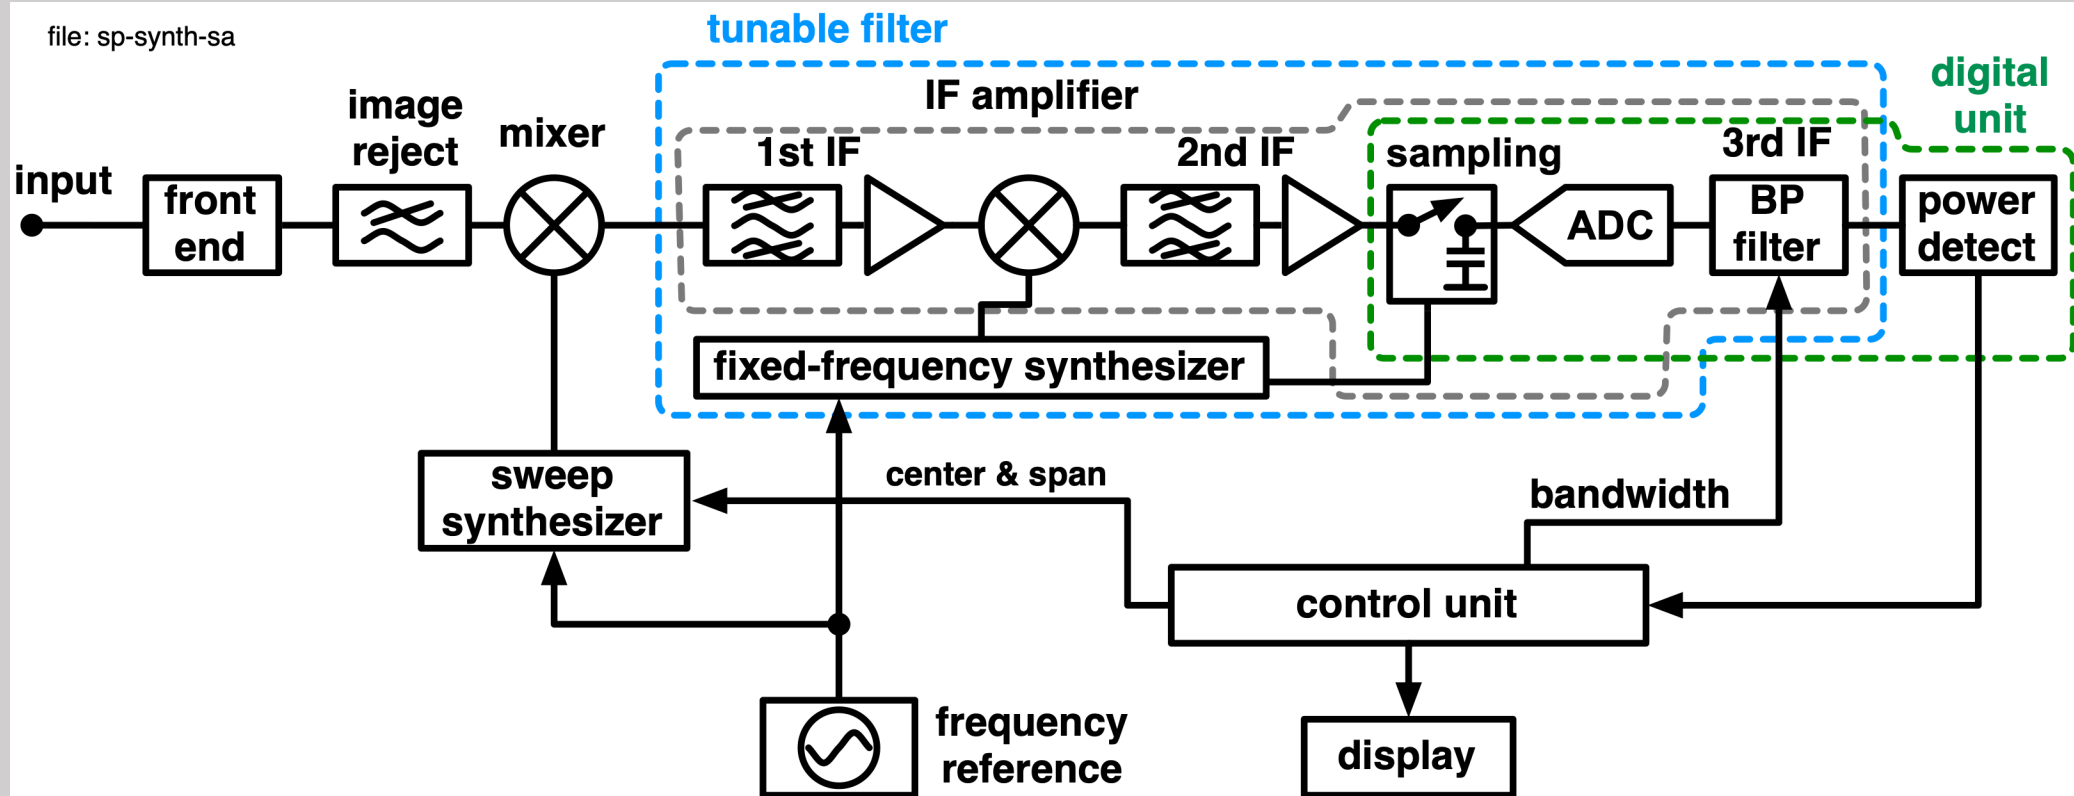 file: sp-synth-sa
tunable filter
digital
unit
IF amplifier
image
reject
mixer
1st IF
2nd IF
sampling
3rd IF
input
front
end
ADC
BP
filter
power
detect
fixed-frequency synthesizer
sweep
synthesizer
center & span
bandwidth
control unit
frequency
reference
display